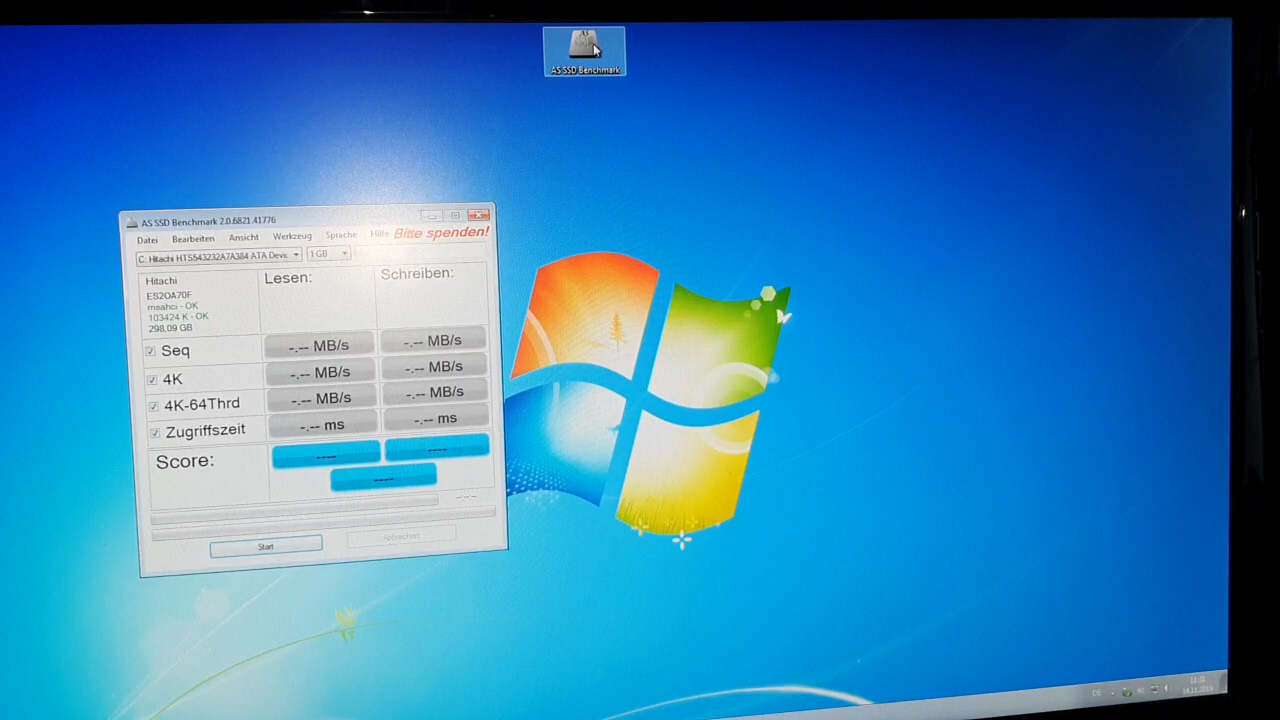 AS SSD Benchmark
AS SSD Benchmark 2.0.6821.41776
Datei Bearbeiten Ansicht Werkzeug Sprache Hilfe Bitte spenden!
C: Hitachi HTS543232A7A384 ATA Devic 1 GB
Hitachi
ES2OA70F
msahci - OK
103424 K - OK
298,09 GB
Lesen: Schreiben:
Seq -.-- MB/s -.-- MB/s
4K -.-- MB/s -.-- MB/s
4K-64Thrd -.-- MB/s -.-- MB/s
Zugriffszeit -.-- ms -.-- ms
Score: ---- ----
----
Start Abbrechen
DE